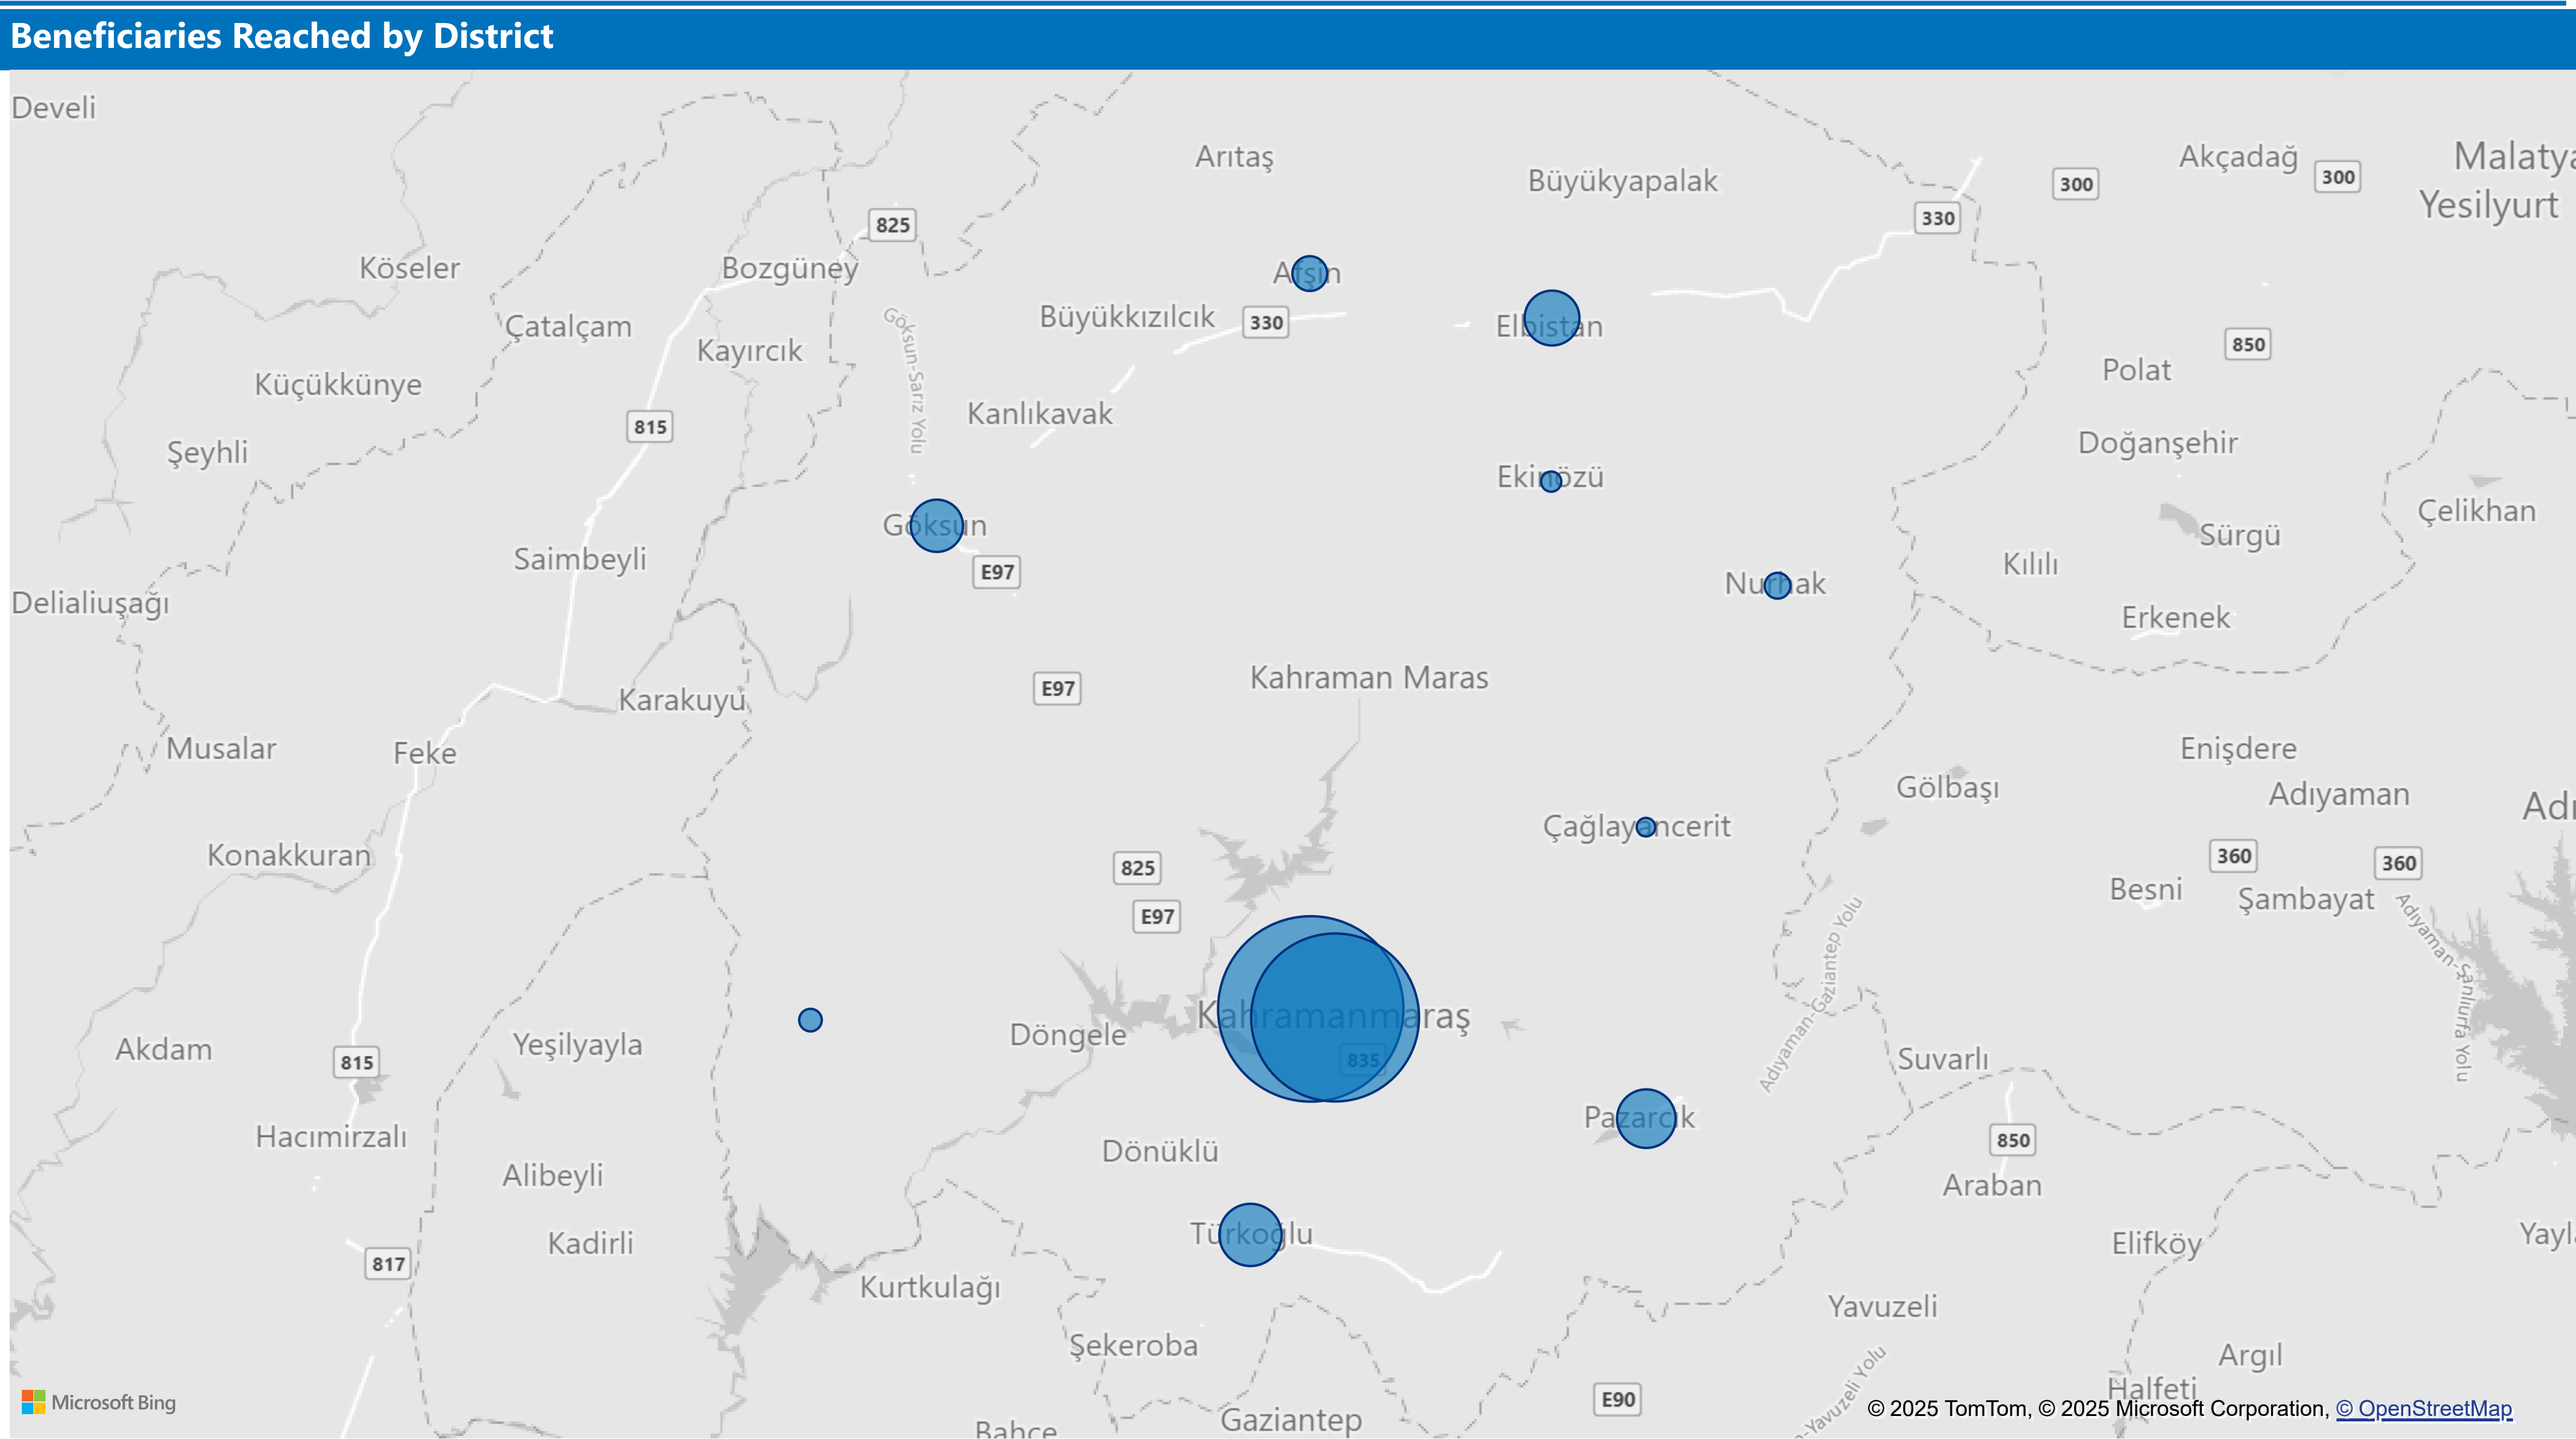 Beneficiaries Reached by District
Develi
Arıtaş
Akçadağ
Malatya
300
300
Büyükyapalak
Yesilyurt
825
330
Köseler
Bozgüney
Afşin
Büyükkızılcık
330
Elbistan
Çatalçam
Kayırcık
850
Göksun-Sarız Yolu
Polat
Küçükkünye
815
Kanlıkavak
Doğanşehir
Şeyhli
Ekinözü
Çelikhan
Göksun
Sürgü
Saimbeyli
E97
Nurhak
Kılılı
Delialiuşağı
Erkenek
Kahraman Maras
E97
Karakuyu
Musalar
Feke
Enişdere
Gölbaşı
Adıyaman
Çağlayancerit
Konakkuran
825
360
360
Besni
Şambayat
E97
Adıyaman-Gaziantep Yolu
Adıyaman-Şanlıurfa Yolu
Kahramanmaraş
Döngele
Akdam
815
Yeşilyayla
835
Suvarlı
Pazarcık
Hacımirzalı
Dönüklü
850
Alibeyli
Araban
Türkoğlu
Kadirli
Elifköy
817
Kurtkulağı
Yavuzeli
Şekeroba
Argıl
Halfeti
E90
-Yavuzeli Yolu
Microsoft Bing
© 2025 TomTom, © 2025 Microsoft Corporation, © OpenStreetMap
Gaziantep
Bahçe